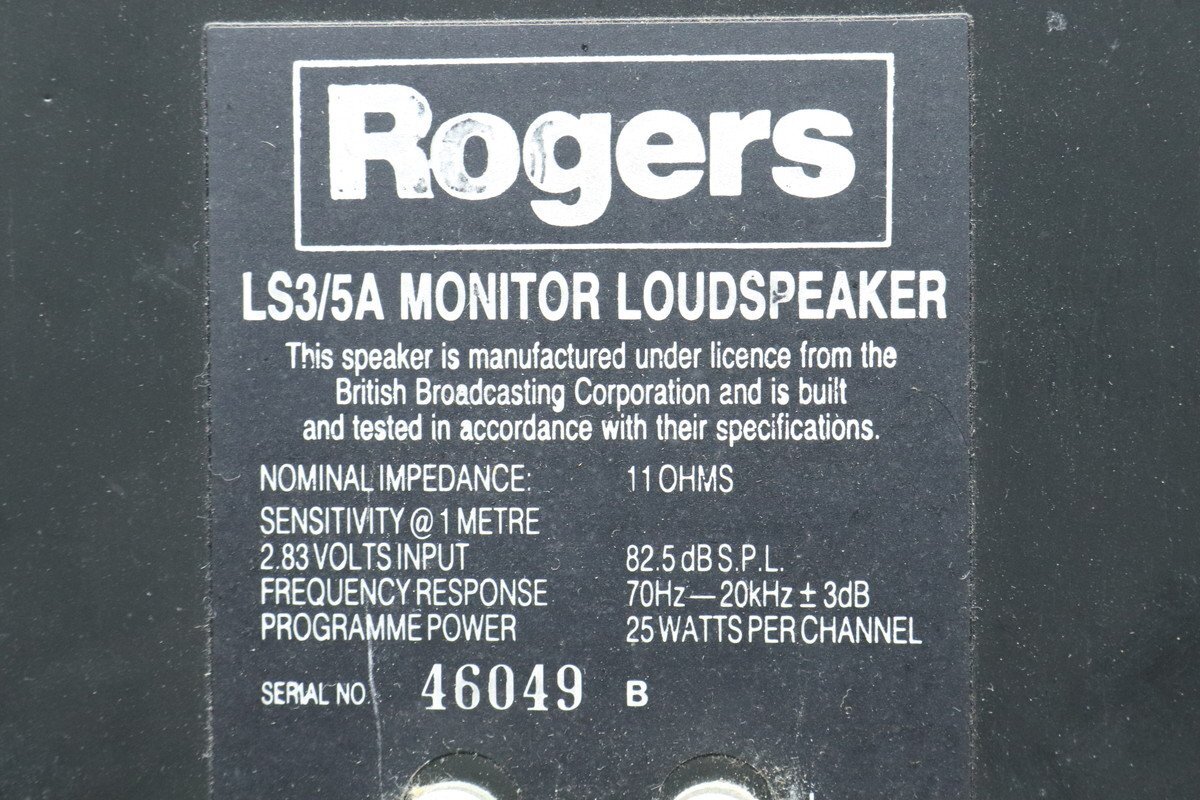 Rogers
LS3/5A MONITOR LOUDSPEAKER
This speaker is manufactured under licence from the
British Broadcasting Corporation and is built
and tested in accordance with their specifications.
NOMINAL IMPEDANCE: 11 OHMS
SENSITIVITY @ 1 METRE
2.83 VOLTS INPUT 82.5 dB S.P.L.
FREQUENCY RESPONSE 70Hz—20kHz ± 3dB
PROGRAMME POWER 25 WATTS PER CHANNEL
SERIAL NO. 46049 B